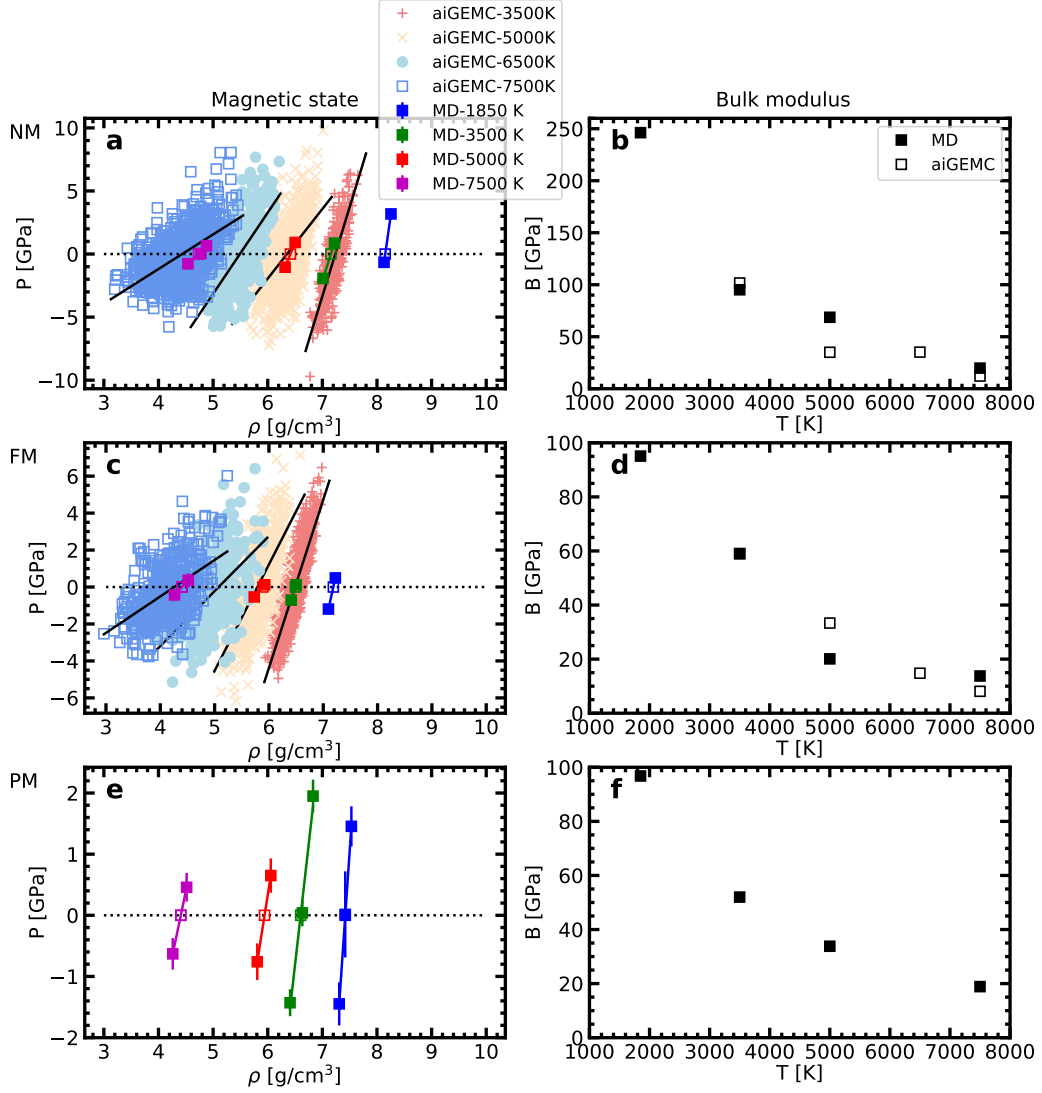 aiGEMC-3500K
aiGEMC-5000K
aiGEMC-6500K
aiGEMC-7500K
MD-1850 K
MD-3500 K
MD-5000 K
MD-7500 K
Magnetic state
Bulk modulus
NM
a
10
5
0
−5
−10
P [GPa]
3 4 5 6 7 8 9 10
ρ [g/cm³]
b
MD
aiGEMC
250
200
150
100
50
0
B [GPa]
1000 2000 3000 4000 5000 6000 7000 8000
T [K]
FM
c
6
4
2
0
−2
−4
−6
P [GPa]
3 4 5 6 7 8 9 10
ρ [g/cm³]
d
100
80
60
40
20
0
B [GPa]
1000 2000 3000 4000 5000 6000 7000 8000
T [K]
PM
e
2
1
0
−1
−2
P [GPa]
3 4 5 6 7 8 9 10
ρ [g/cm³]
f
100
80
60
40
20
0
B [GPa]
1000 2000 3000 4000 5000 6000 7000 8000
T [K]